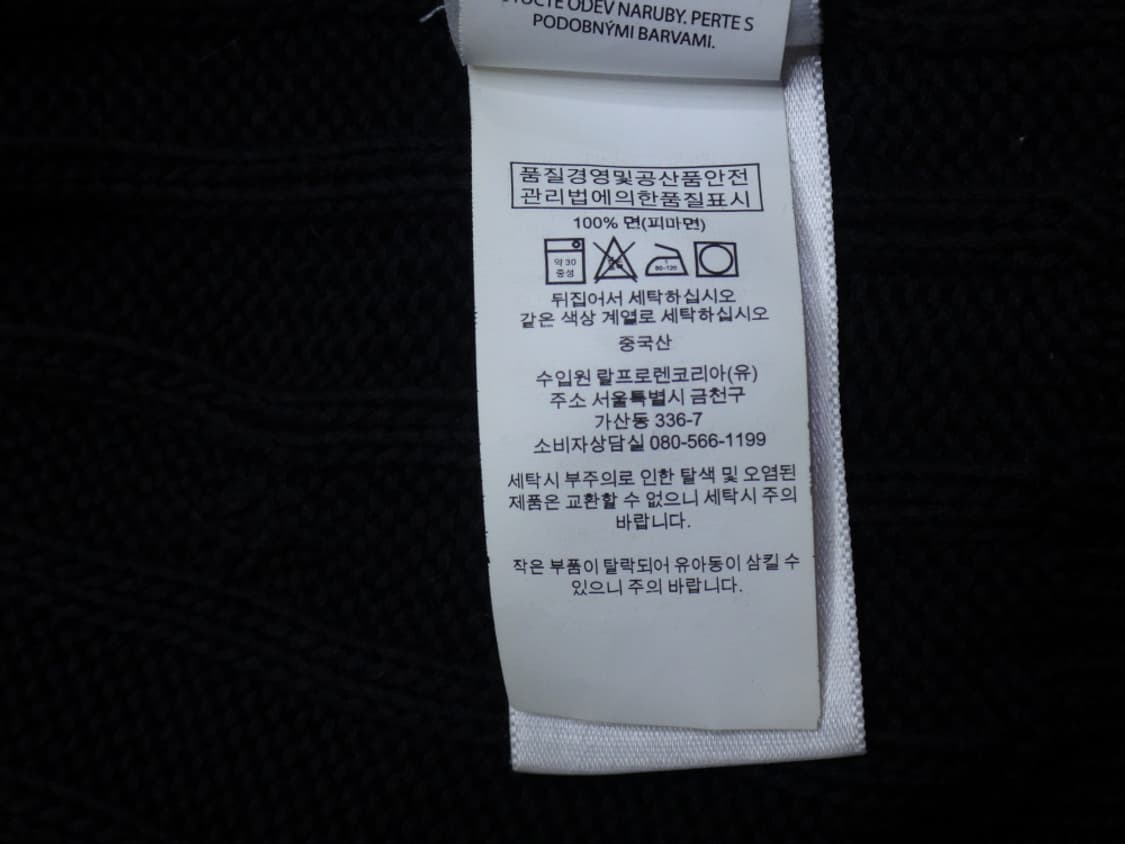 ODEV NARUBY. PERTE S
PODOBNÝMI BARVAMI.
품질경영및공산품안전
관리법에의한품질표시
100% 면(피마면)
약 30
중성
80-120
뒤집어서 세탁하십시오
같은 색상 계열로 세탁하십시오
중국산
수입원 랄프로렌코리아(유)
주소 서울특별시 금천구
가산동 336-7
소비자상담실 080-566-1199
세탁시 부주의로 인한 탈색 및 오염된
제품은 교환할 수 없으니 세탁시 주의
바랍니다.
작은 부품이 탈락되어 유아동이 삼킬 수
있으니 주의 바랍니다.